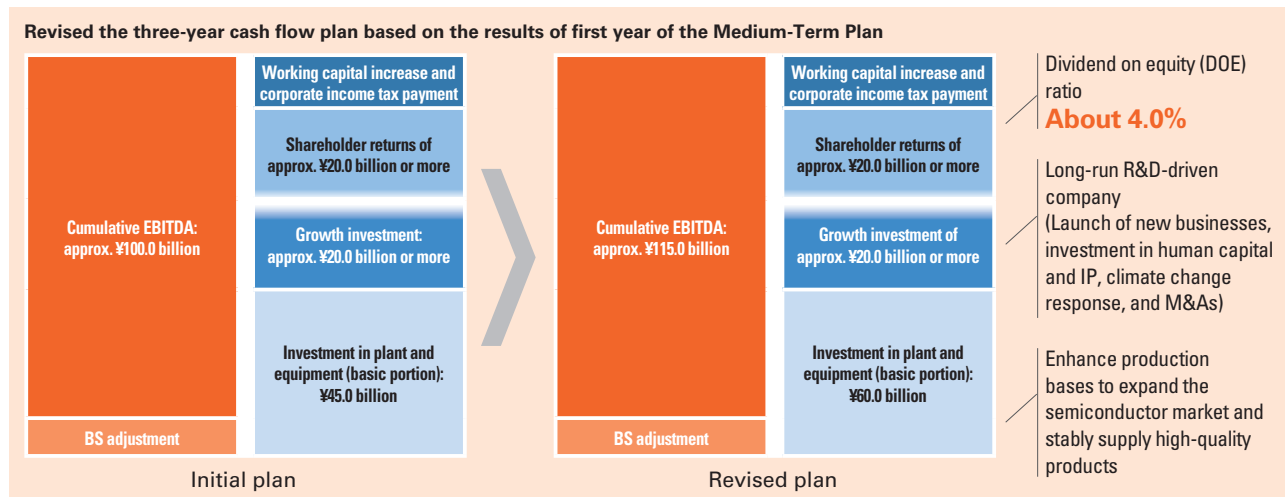 Revised the three-year cash flow plan based on the results of first year of the Medium-Term Plan
Cumulative EBITDA:
approx. ¥100.0 billion
BS adjustment
Working capital increase and
corporate income tax payment
Shareholder returns of
approx. ¥20.0 billion or more
Growth investment:
approx. ¥20.0 billion or more
Investment in plant and
equipment (basic portion):
¥45.0 billion
Initial plan
Cumulative EBITDA:
approx. ¥115.0 billion
BS adjustment
Working capital increase and
corporate income tax payment
Shareholder returns of
approx. ¥20.0 billion or more
Growth investment of
approx. ¥20.0 billion or more
Investment in plant and
equipment (basic portion):
¥60.0 billion
Revised plan
Dividend on equity (DOE)
ratio
About 4.0%
Long-run R&D-driven
company
(Launch of new businesses,
investment in human capital
and IP, climate change
response, and M&As)
Enhance production
bases to expand the
semiconductor market and
stably supply high-quality
products